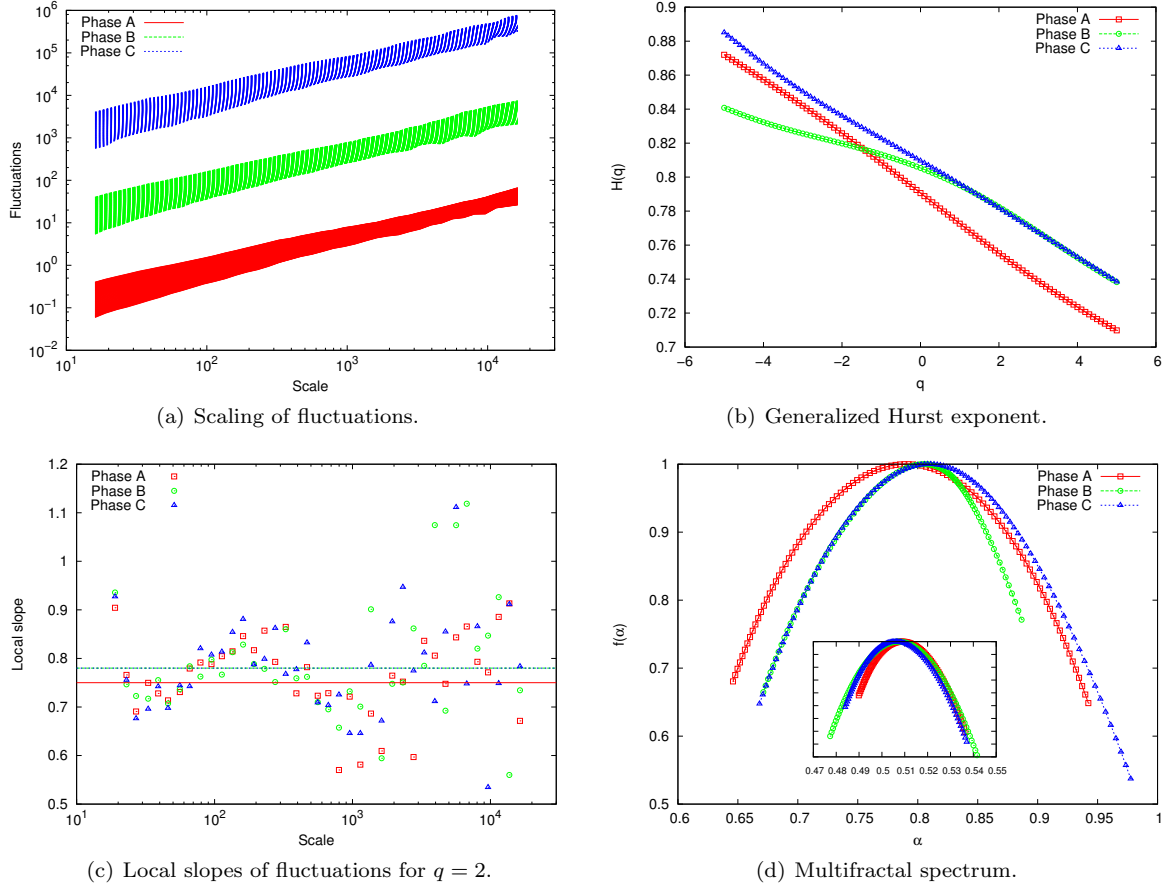 10^6
10^5
10^4
10^3
10^2
10^1
10^0
10^-1
10^-2
Fluctuations
Phase A
Phase B
Phase C
10^1 10^2 10^3 10^4
Scale
(a) Scaling of fluctuations.
0.88
0.86
0.84
0.82
0.8
0.78
0.76
0.74
0.72
0.7
H(q)
Phase A
Phase B
Phase C
−6 −4 −2 0 2 4 6
q
(b) Generalized Hurst exponent.
1.2
1.1
1
0.9
0.8
0.7
0.6
0.5
Local slope
Phase A
Phase B
Phase C
10^1 10^2 10^3 10^4
Scale
(c) Local slopes of fluctuations for q = 2.
1
0.9
0.8
0.7
0.6
0.5
f(α)
Phase A
Phase B
Phase C
0.47 0.48 0.49 0.5 0.51 0.52 0.53 0.54 0.55
0.6 0.65 0.7 0.75 0.8 0.85 0.9 0.95 1
α
(d) Multifractal spectrum.